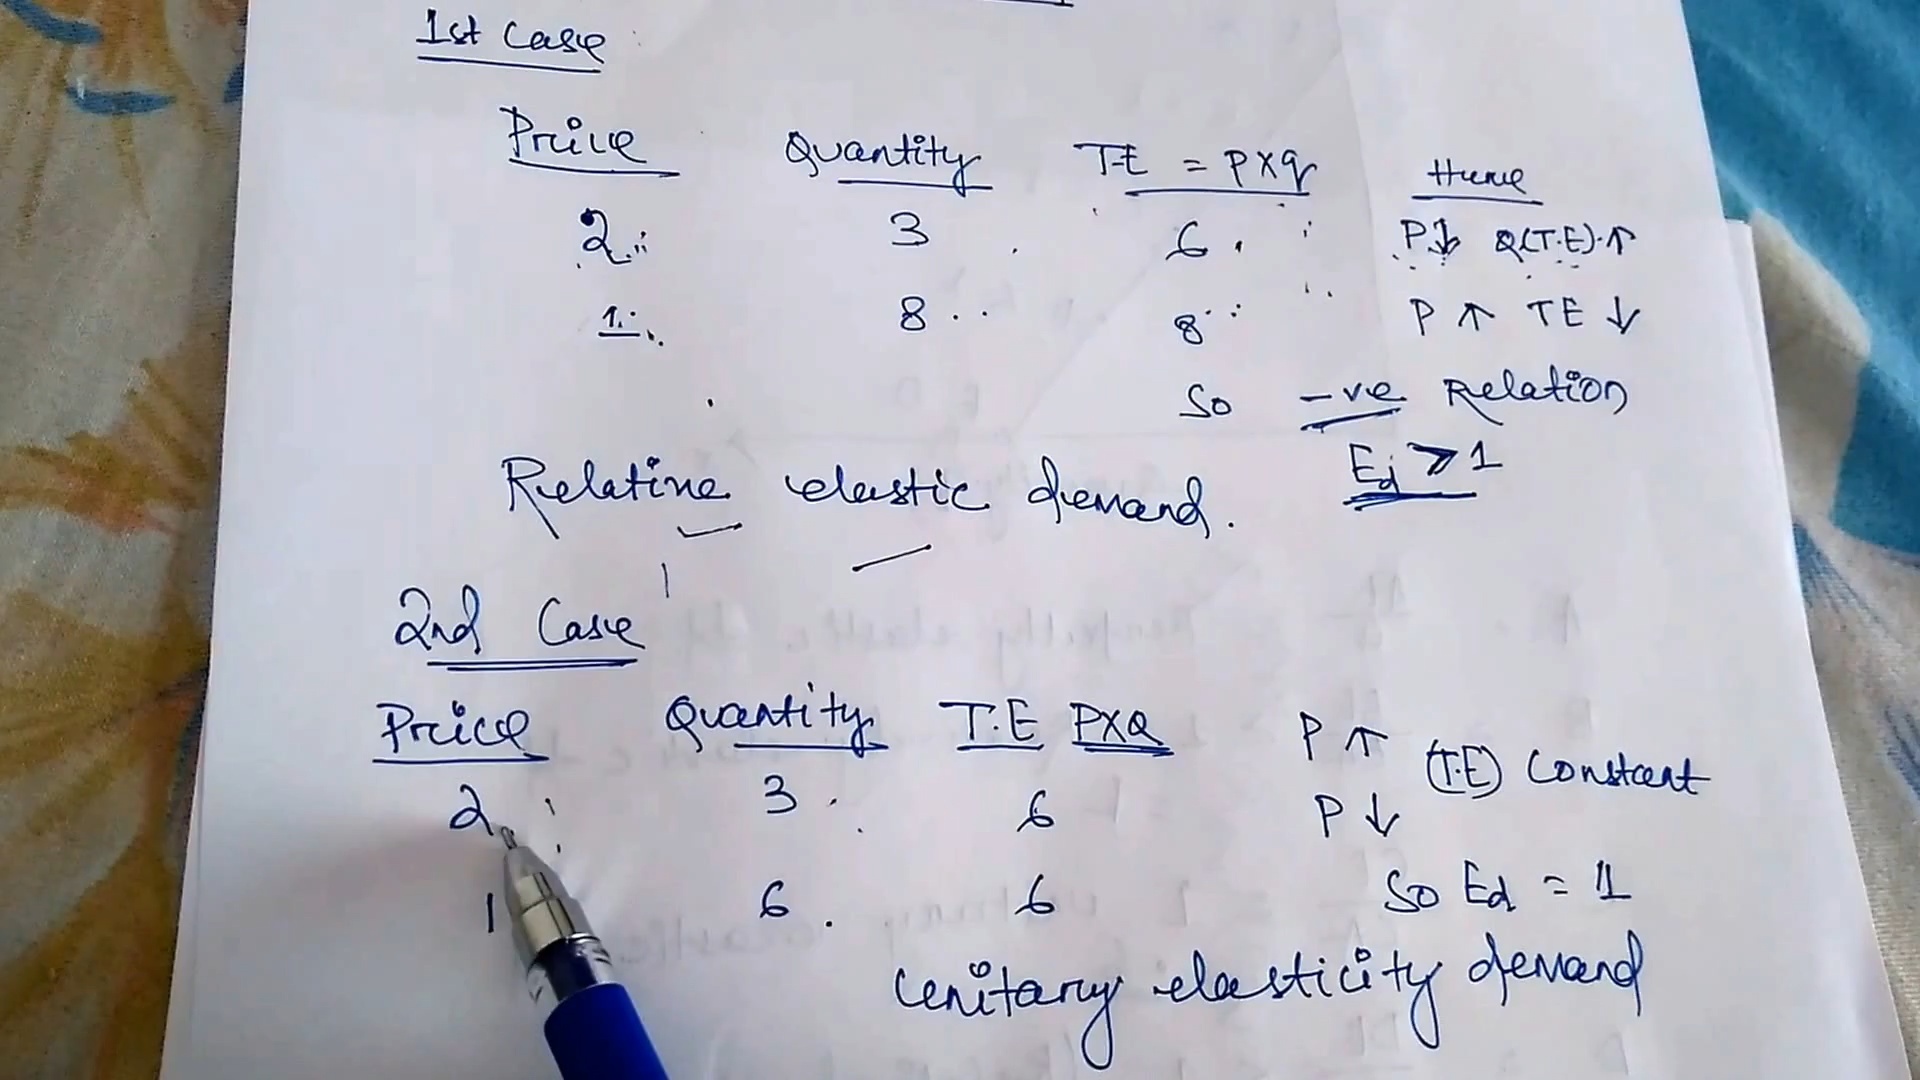 1st Case
Price Quantity T.E = P×q Here
2 3 6 P↓ Q(T.E)↑
1 8 8 P ↑ TE ↓
So -ve Relation
Relative elastic demand. Ed > 1
2nd Case
Price Quantity T.E P×Q P ↑ (T.E) Constant
2 3 6 P ↓
1 6 6 So Ed = 1
Unitary elasticity demand